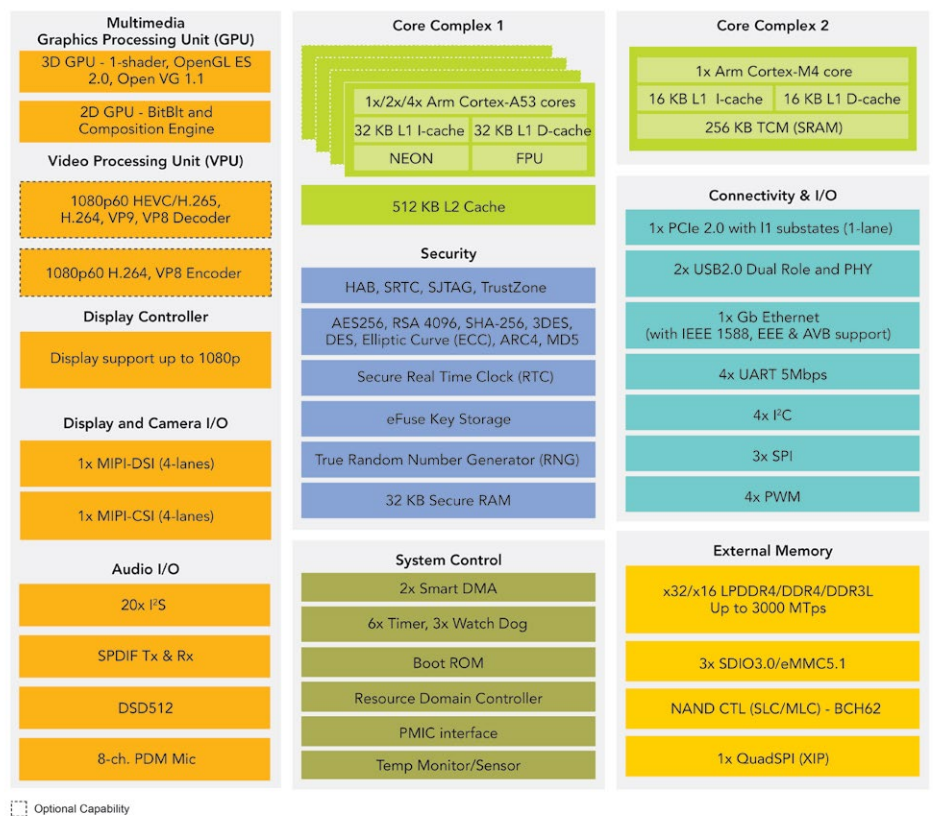 Multimedia
Graphics Processing Unit (GPU)
3D GPU - 1-shader, OpenGL ES
2.0, Open VG 1.1
2D GPU - BitBlt and
Composition Engine
Video Processing Unit (VPU)
1080p60 HEVC/H.265,
H.264, VP9, VP8 Decoder
1080p60 H.264, VP8 Encoder
Display Controller
Display support up to 1080p
Display and Camera I/O
1x MIPI-DSI (4-lanes)
1x MIPI-CSI (4-lanes)
Audio I/O
20x I²S
SPDIF Tx & Rx
DSD512
8-ch. PDM Mic
Core Complex 1
1x/2x/4x Arm Cortex-A53 cores
32 KB L1 I-cache
32 KB L1 D-cache
NEON
FPU
512 KB L2 Cache
Security
HAB, SRTC, SJTAG, TrustZone
AES256, RSA 4096, SHA-256, 3DES,
DES, Elliptic Curve (ECC), ARC4, MD5
Secure Real Time Clock (RTC)
eFuse Key Storage
True Random Number Generator (RNG)
32 KB Secure RAM
System Control
2x Smart DMA
6x Timer, 3x Watch Dog
Boot ROM
Resource Domain Controller
PMIC interface
Temp Monitor/Sensor
Core Complex 2
1x Arm Cortex-M4 core
16 KB L1 I-cache
16 KB L1 D-cache
256 KB TCM (SRAM)
Connectivity & I/O
1x PCIe 2.0 with l1 substates (1-lane)
2x USB2.0 Dual Role and PHY
1x Gb Ethernet
(with IEEE 1588, EEE & AVB support)
4x UART 5Mbps
4x I²C
3x SPI
4x PWM
External Memory
x32/x16 LPDDR4/DDR4/DDR3L
Up to 3000 MTps
3x SDIO3.0/eMMC5.1
NAND CTL (SLC/MLC) - BCH62
1x QuadSPI (XIP)
Optional Capability